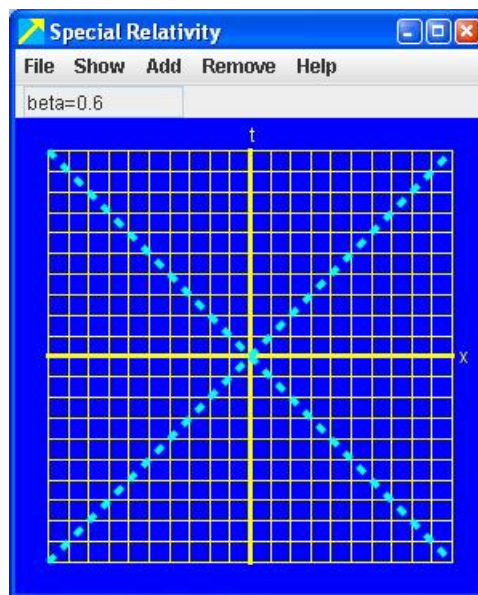 Special Relativity
File Show Add Remove Help
beta=0.6
t
x